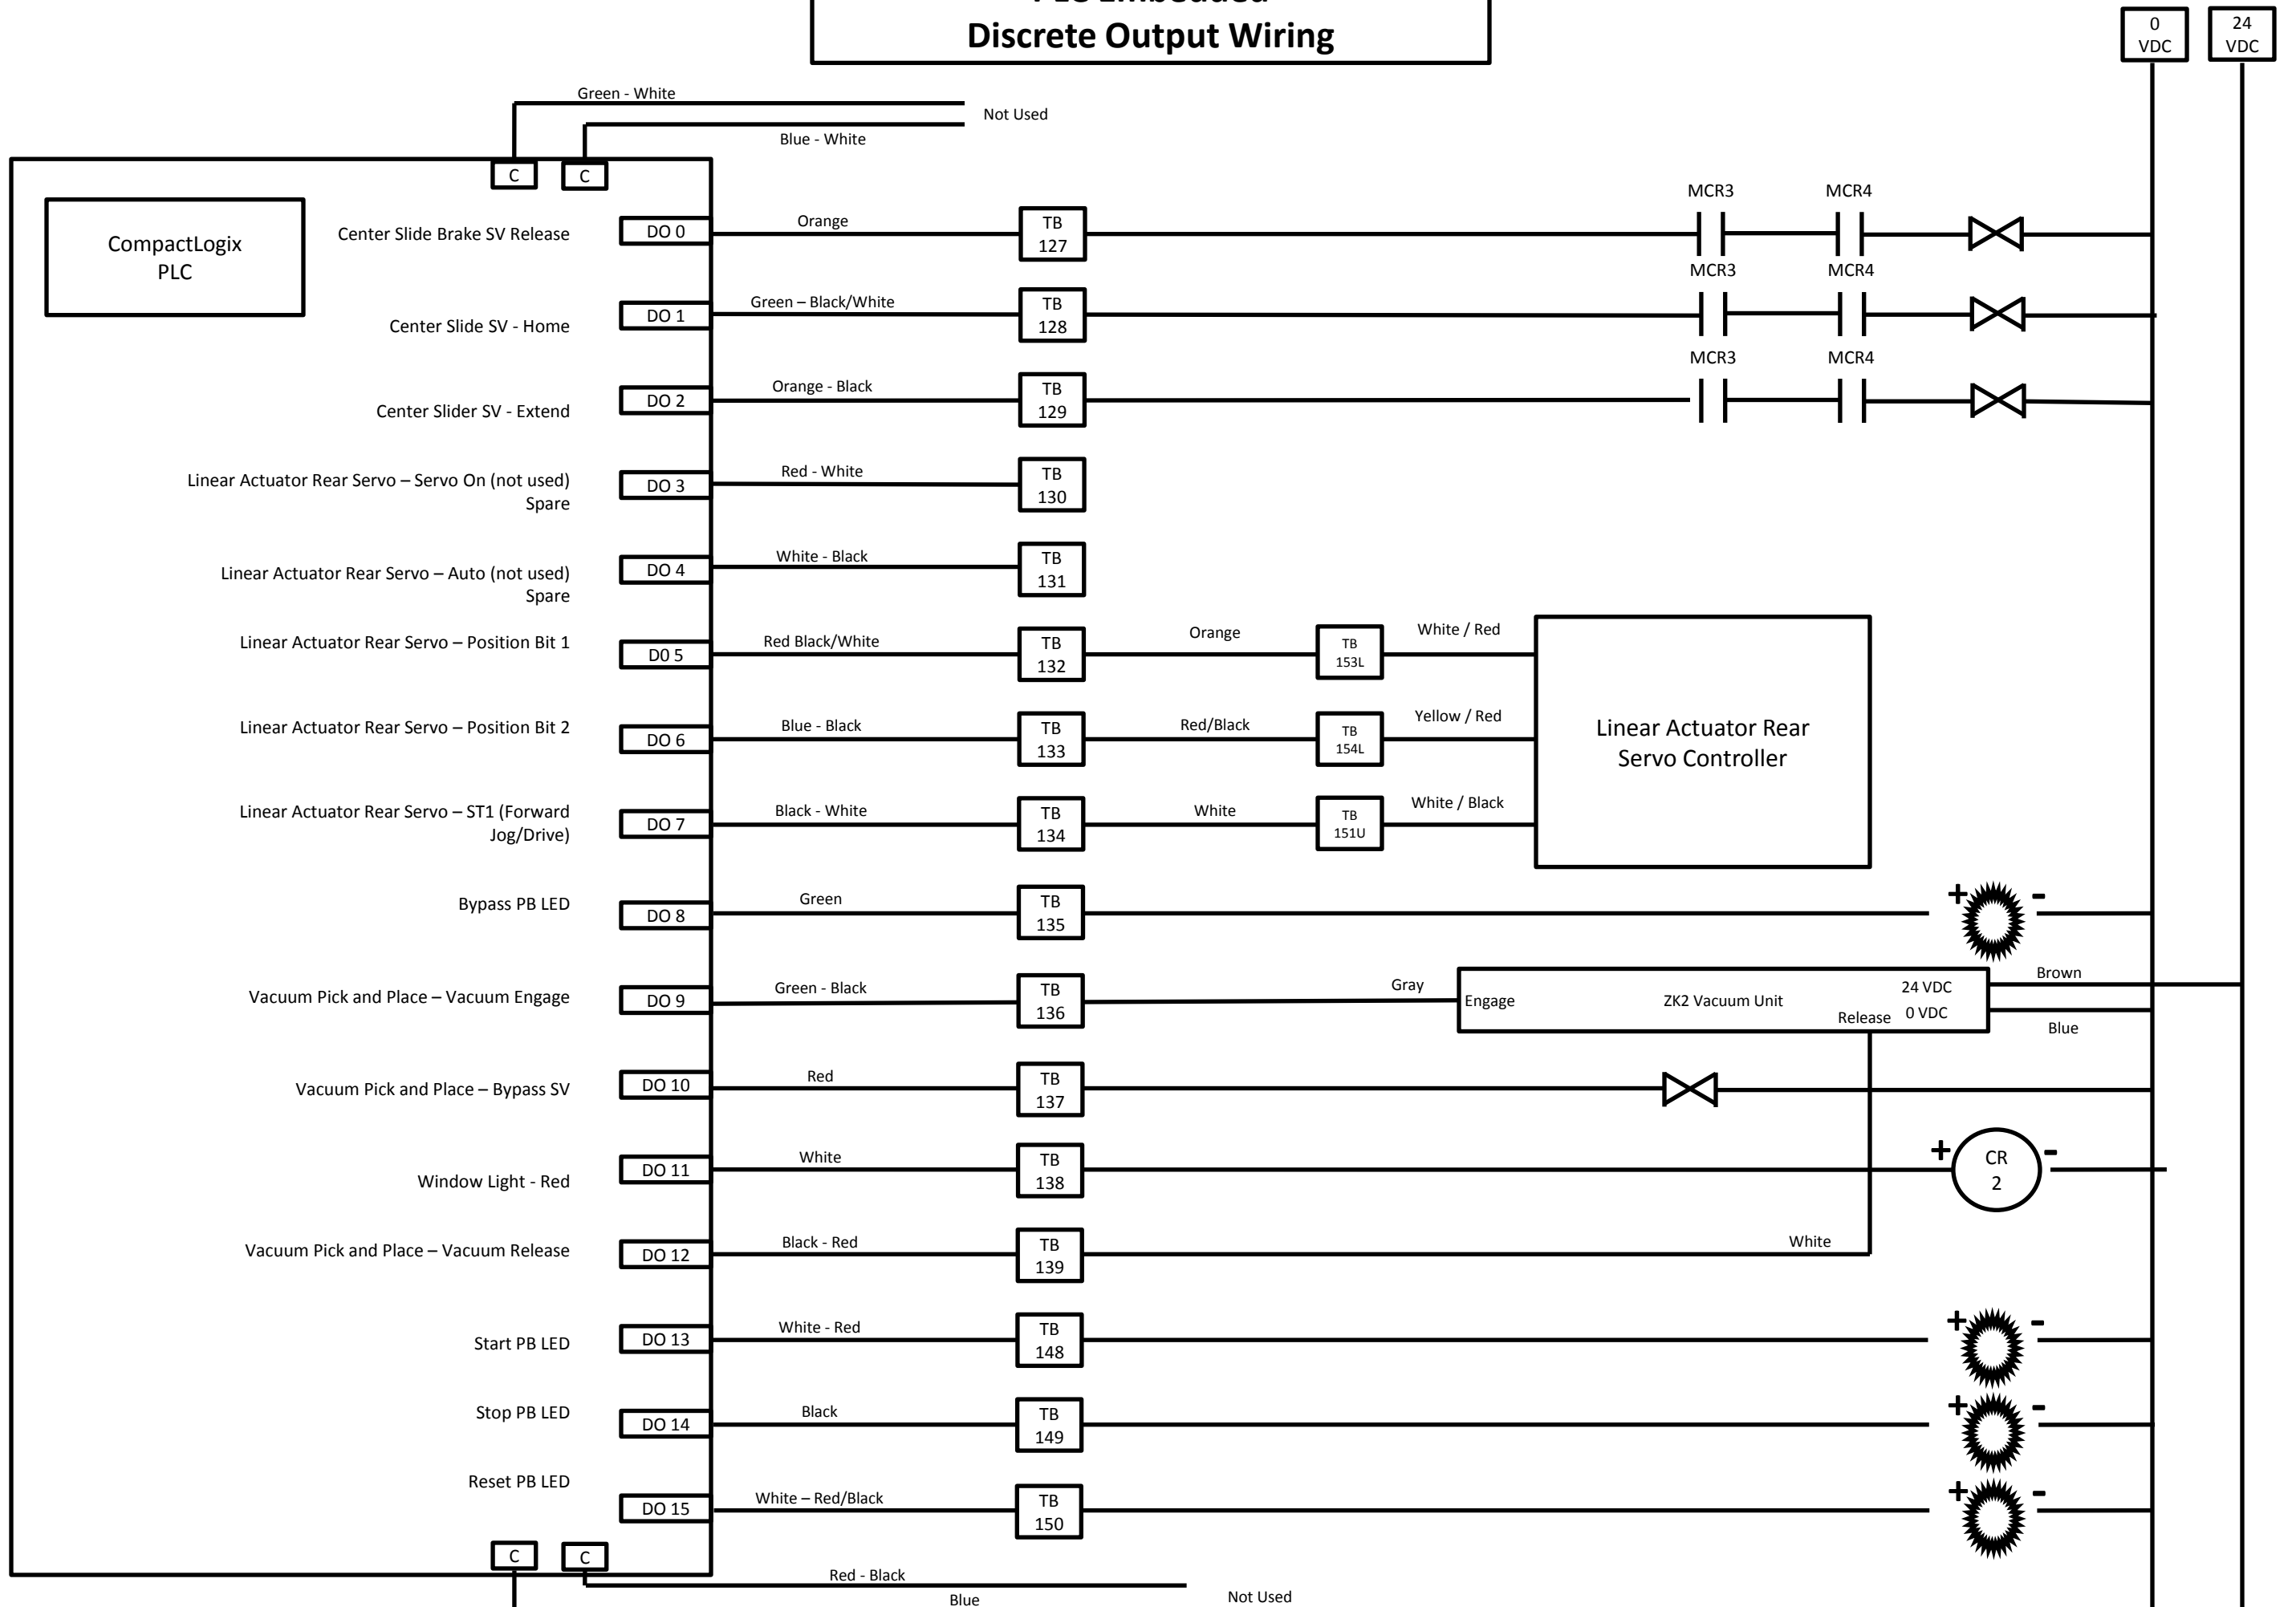 Discrete Output Wiring
0
VDC
24
VDC
Green - White
Not Used
Blue - White
C
C
CompactLogix
PLC
Center Slide Brake SV Release
DO 0
Orange
TB
127
MCR3
MCR4
Center Slide SV - Home
DO 1
Green – Black/White
TB
128
MCR3
MCR4
Center Slider SV - Extend
DO 2
Orange - Black
TB
129
MCR3
MCR4
Linear Actuator Rear Servo – Servo On (not used)
Spare
DO 3
Red - White
TB
130
Linear Actuator Rear Servo – Auto (not used)
Spare
DO 4
White - Black
TB
131
Linear Actuator Rear Servo – Position Bit 1
D0 5
Red Black/White
TB
132
Orange
TB
153L
White / Red
Linear Actuator Rear Servo – Position Bit 2
DO 6
Blue - Black
TB
133
Red/Black
TB
154L
Yellow / Red
Linear Actuator Rear
Servo Controller
Linear Actuator Rear Servo – ST1 (Forward
Jog/Drive)
DO 7
Black - White
TB
134
White
TB
151U
White / Black
Bypass PB LED
DO 8
Green
TB
135
+
-
Vacuum Pick and Place – Vacuum Engage
DO 9
Green - Black
TB
136
Gray
Engage
ZK2 Vacuum Unit
24 VDC
Release
0 VDC
Brown
Blue
Vacuum Pick and Place – Bypass SV
DO 10
Red
TB
137
Window Light - Red
DO 11
White
TB
138
+
CR
2
-
Vacuum Pick and Place – Vacuum Release
DO 12
Black - Red
TB
139
White
Start PB LED
DO 13
White - Red
TB
148
+
-
Stop PB LED
DO 14
Black
TB
149
+
-
Reset PB LED
DO 15
White – Red/Black
TB
150
+
-
C
C
Red - Black
Blue
Not Used